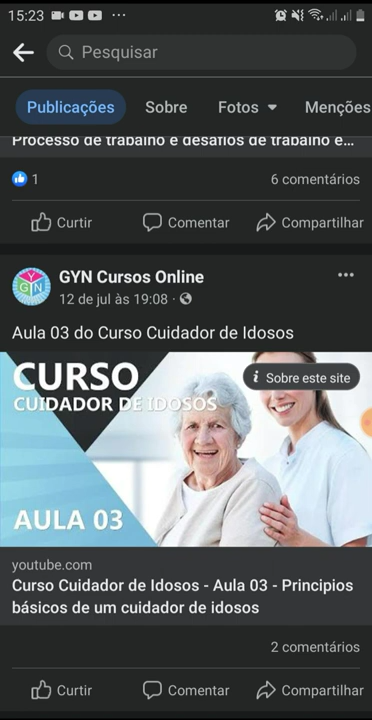 15:23
Pesquisar
Publicações Sobre Fotos Menções
Processo de trabalho e desafios de trabalho e...
1 6 comentários
Curtir Comentar Compartilhar
GYN Cursos Online
12 de jul às 19:08
Aula 03 do Curso Cuidador de Idosos
CURSO
i Sobre este site
CUIDADOR DE IDOSOS
AULA 03
youtube.com
Curso Cuidador de Idosos - Aula 03 - Principios
básicos de um cuidador de idosos
2 comentários
Curtir Comentar Compartilhar